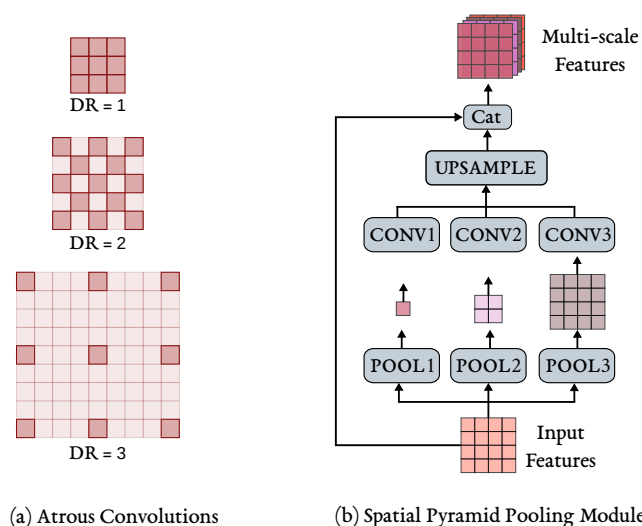 DR = 1
DR = 2
DR = 3
(a) Atrous Convolutions
Multi-scale
Features
Cat
UPSAMPLE
CONV1 CONV2 CONV3
POOL1 POOL2 POOL3
Input
Features
(b) Spatial Pyramid Pooling Module